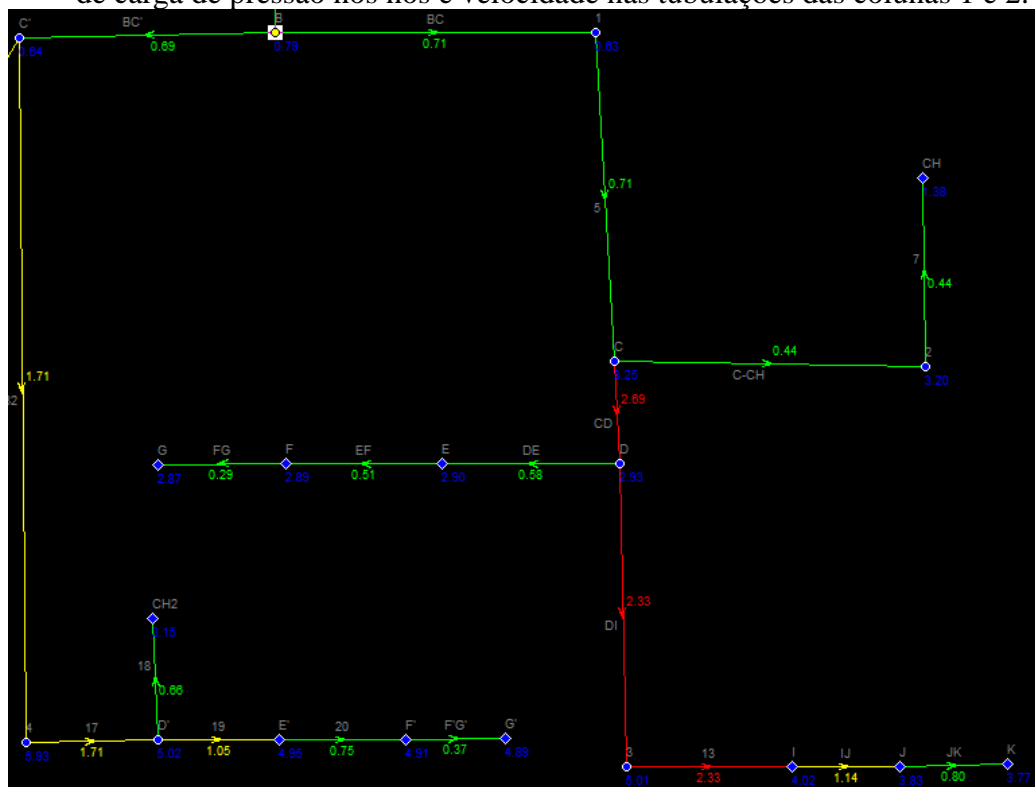 de carga de pressão nos nós e velocidade nas tubulações das colunas 1 e 2.
C' BC' B BC 1
0.69 0.79 0.71
0.71
5
CH
1.38
7
0.44
1.71
C 0.44 2
3.25 C-CH 3.20
2.69
CD
G FG F EF E DE D
2.87 0.29 2.89 0.51 2.90 0.58 2.93
2.33
DI
CH2
18
0.66
4 17 D' 19 E' 20 F' F'G' G'
1.71 5.02 1.05 4.95 0.75 4.91 0.37 4.89
3 13 I IJ J JK K
2.33 4.02 1.14 3.83 0.80 3.77